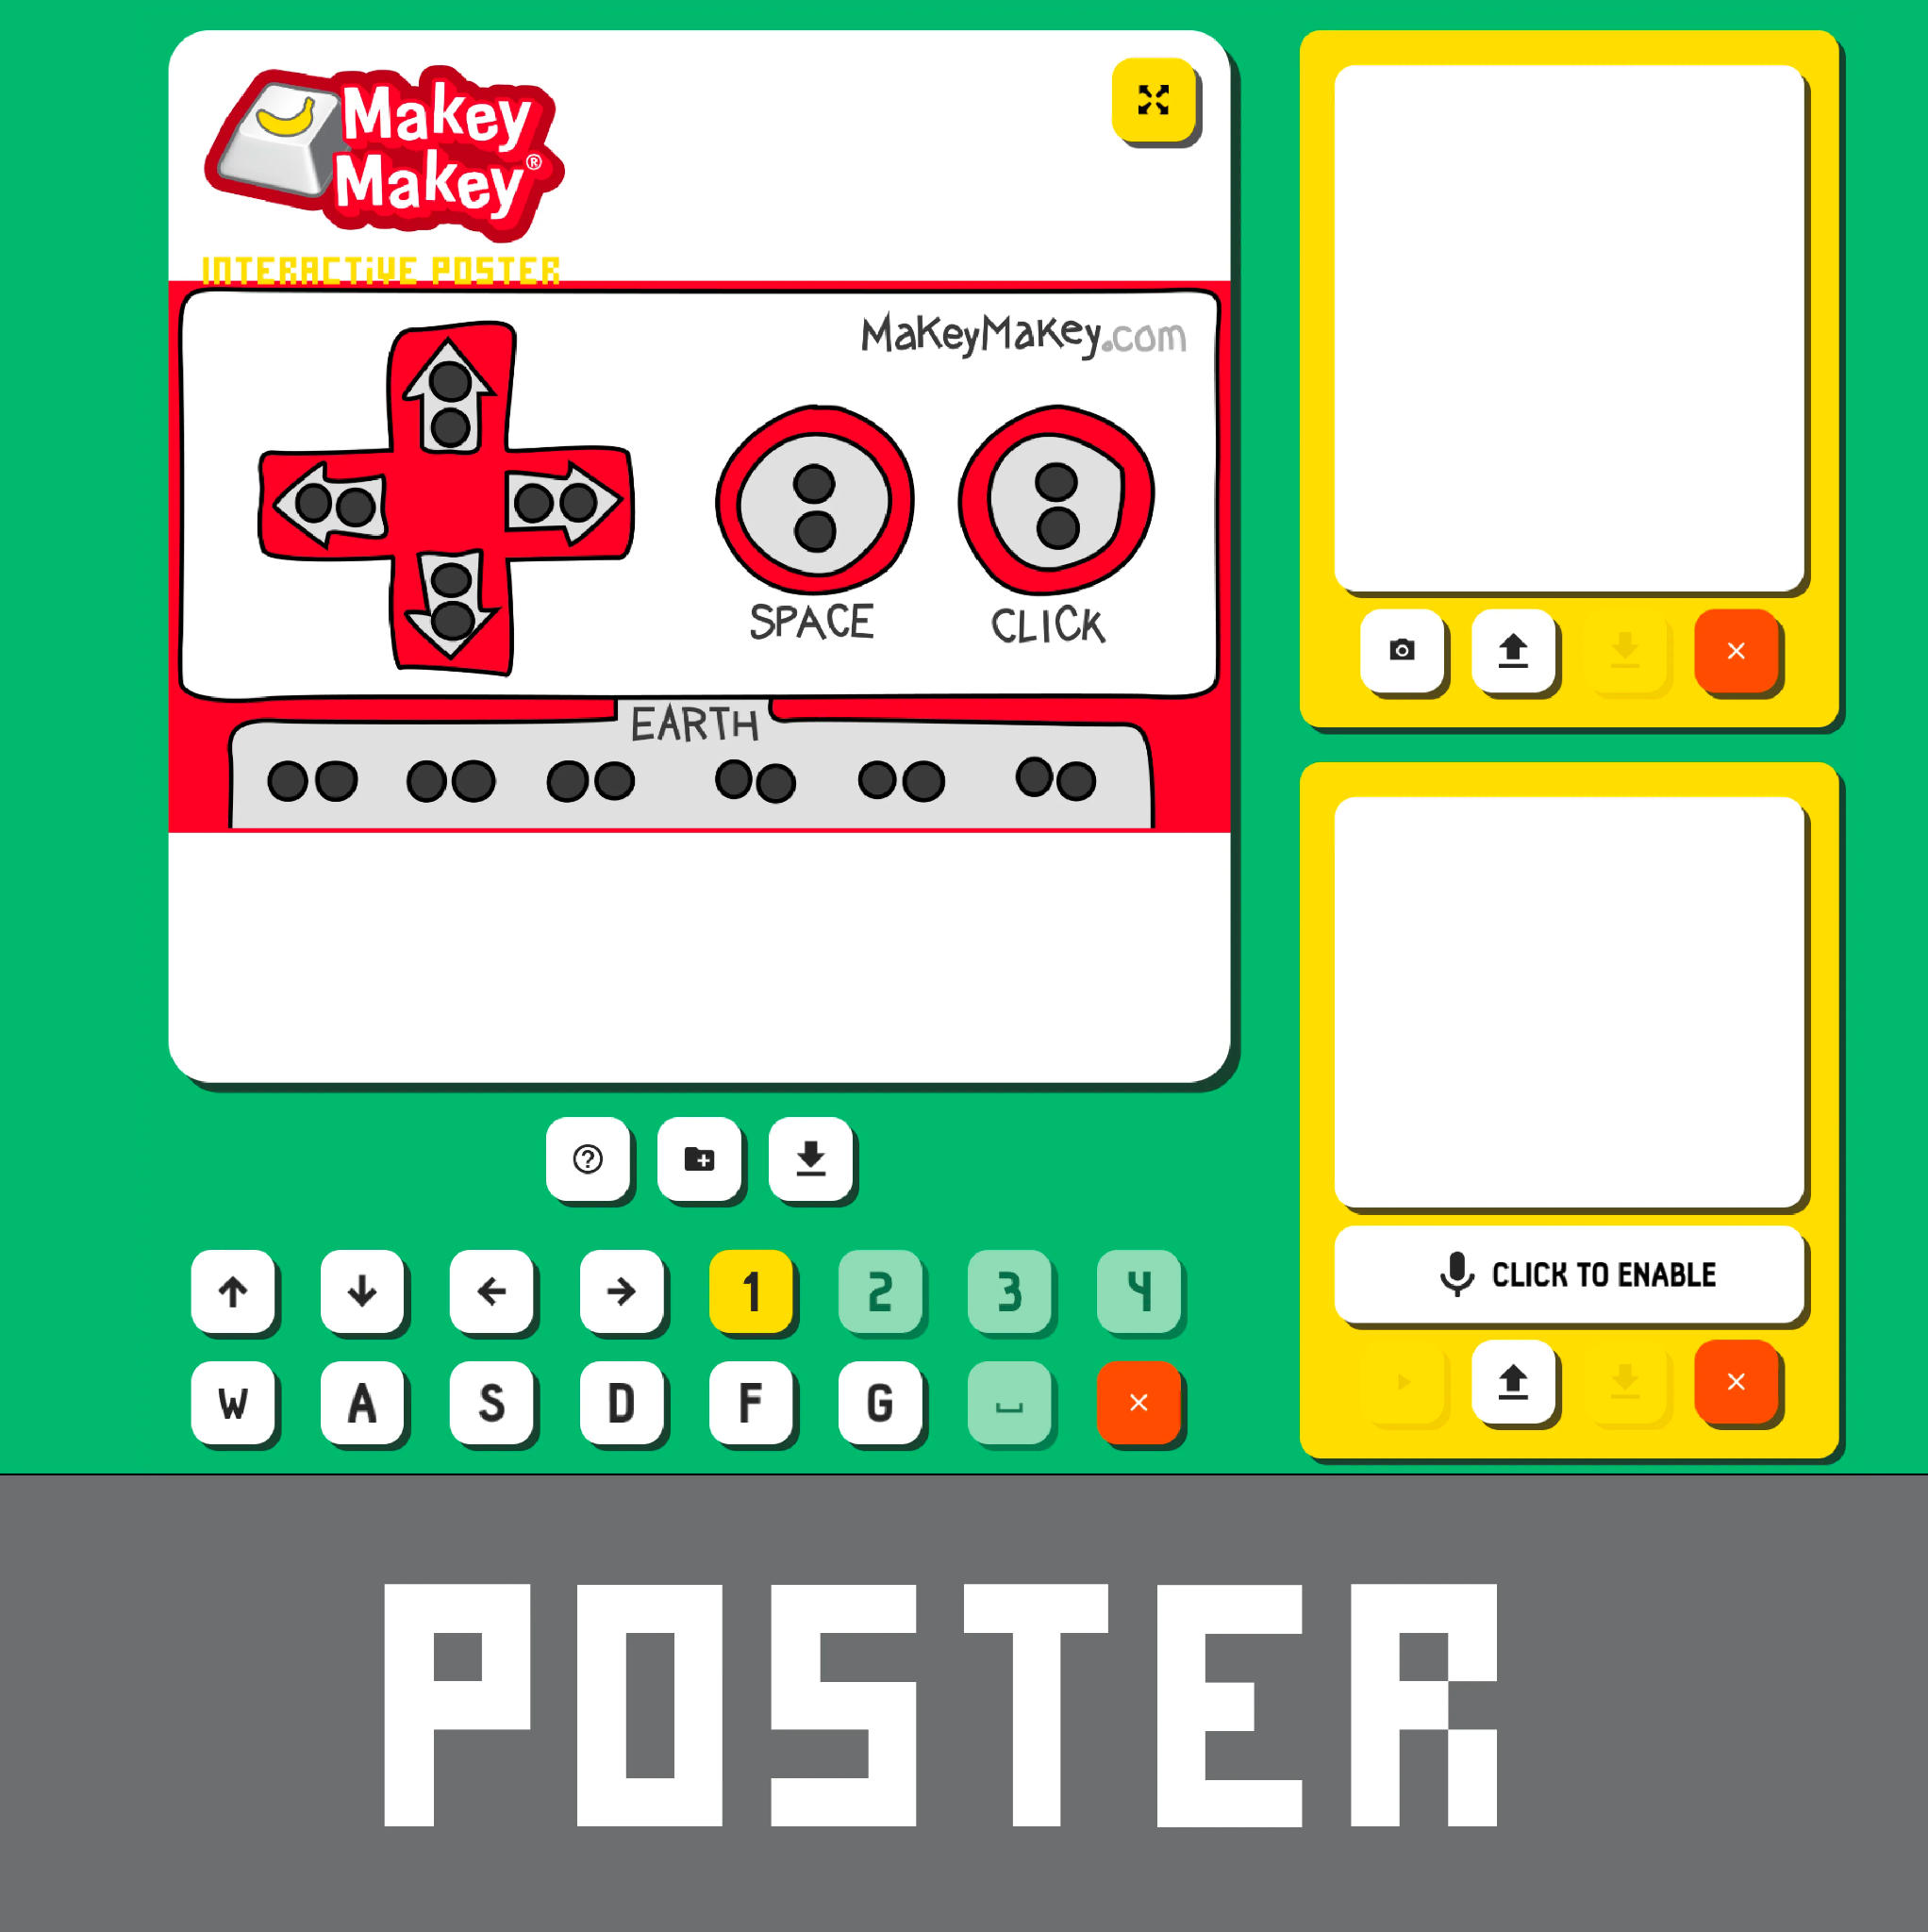 Makey
Makey®
INTERACTIVE POSTER
MaKeyMaKey.com
SPACE
CLICK
EARTH
1 2 3 4
W A S D F G
CLICK TO ENABLE
POSTER